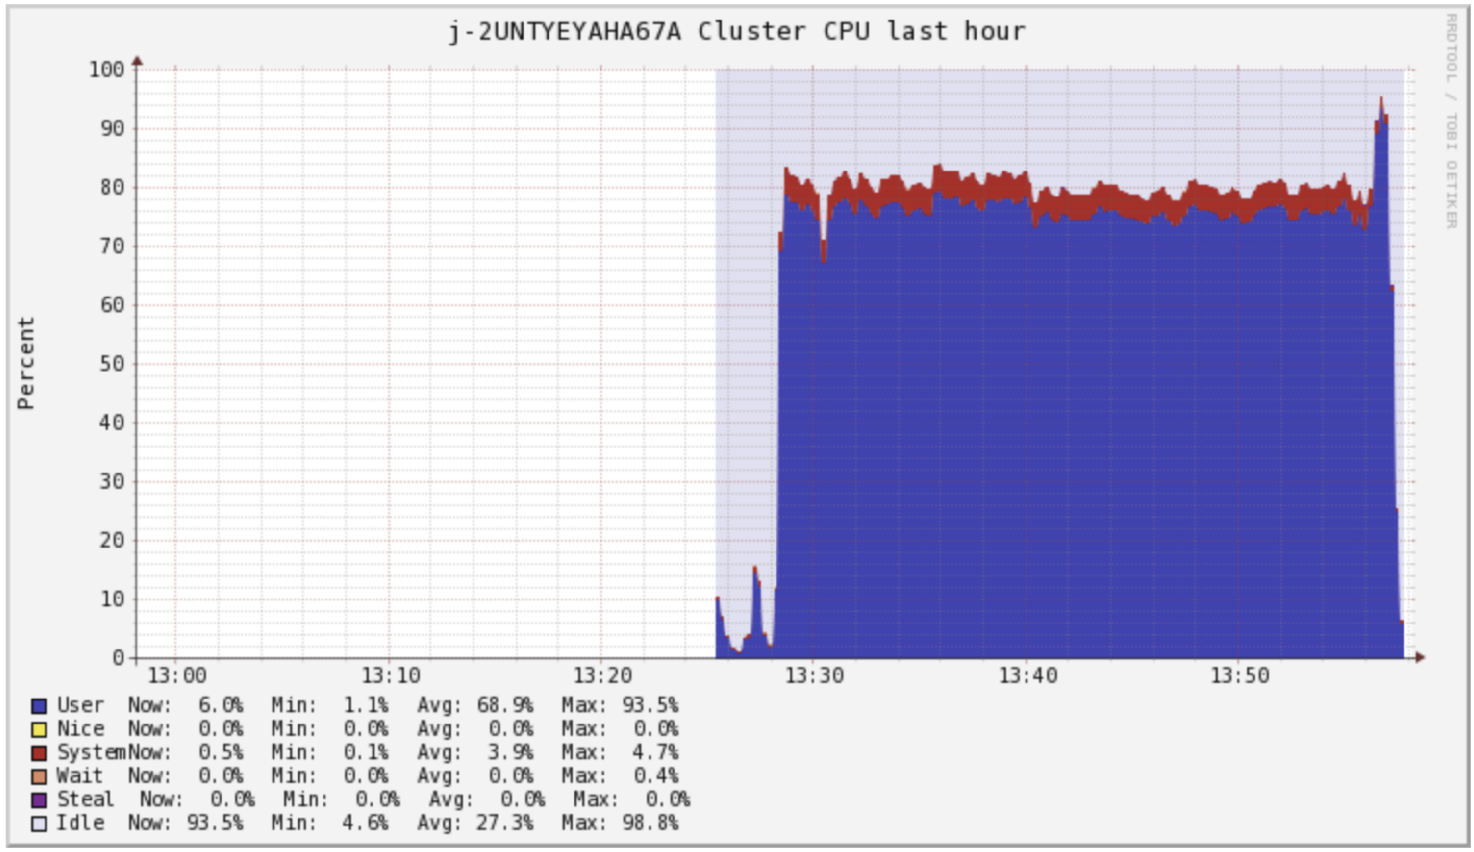 j-2UNTYEYAHA67A Cluster CPU last hour
RRDTOOL / TOBI OETIKER
Percent
100
90
80
70
60
50
40
30
20
10
0
13:00 13:10 13:20 13:30 13:40 13:50
User Now: 6.0% Min: 1.1% Avg: 68.9% Max: 93.5%
Nice Now: 0.0% Min: 0.0% Avg: 0.0% Max: 0.0%
System Now: 0.5% Min: 0.1% Avg: 3.9% Max: 4.7%
Wait Now: 0.0% Min: 0.0% Avg: 0.0% Max: 0.4%
Steal Now: 0.0% Min: 0.0% Avg: 0.0% Max: 0.0%
Idle Now: 93.5% Min: 4.6% Avg: 27.3% Max: 98.8%